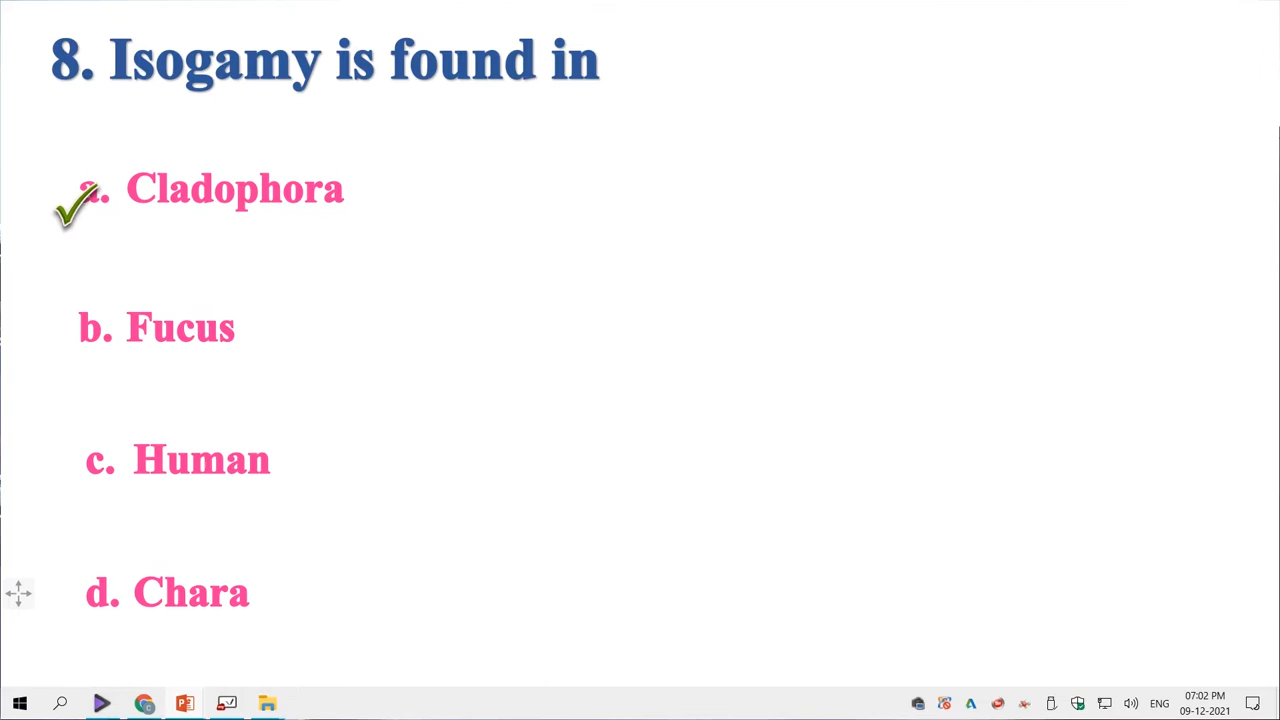 8. Isogamy is found in
a. Cladophora
b. Fucus
c. Human
d. Chara
ENG
07:02 PM
09-12-2021